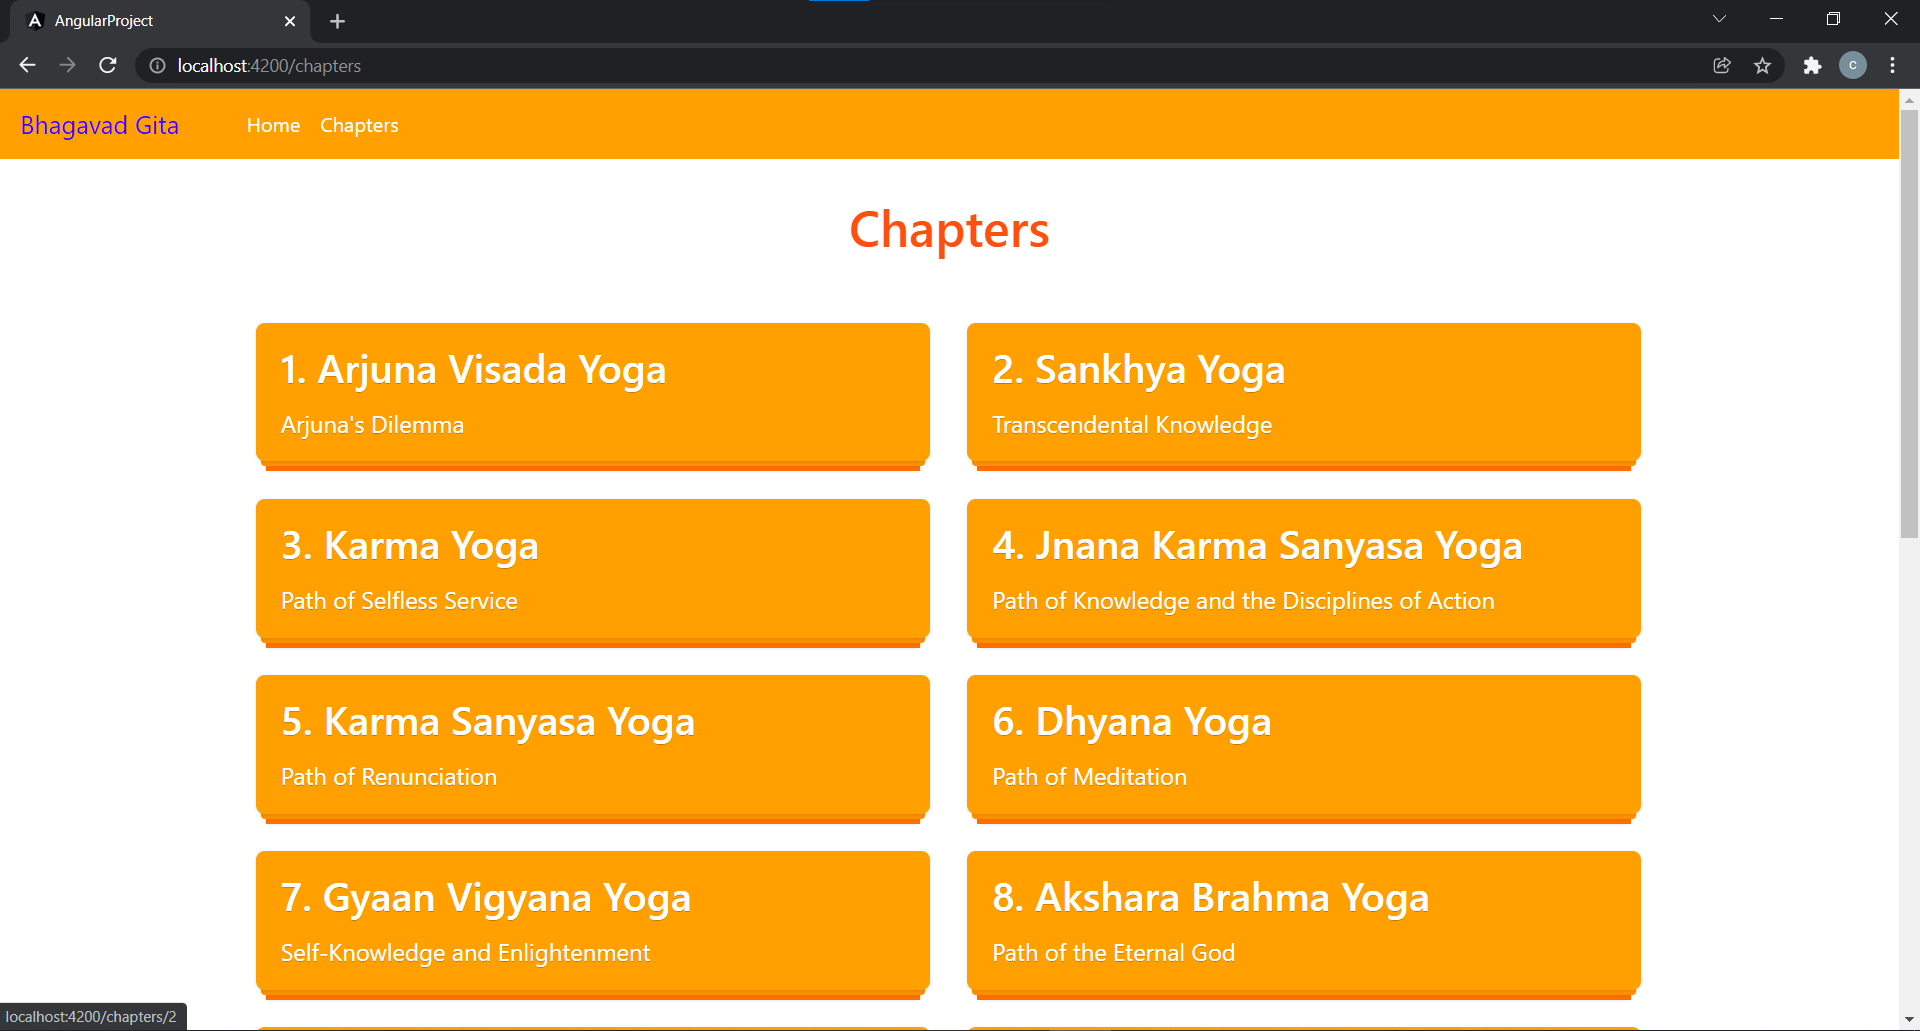 AngularProject
localhost:4200/chapters
C
Bhagavad Gita Home Chapters
Chapters
1. Arjuna Visada Yoga
Arjuna's Dilemma
2. Sankhya Yoga
Transcendental Knowledge
3. Karma Yoga
Path of Selfless Service
4. Jnana Karma Sanyasa Yoga
Path of Knowledge and the Disciplines of Action
5. Karma Sanyasa Yoga
Path of Renunciation
6. Dhyana Yoga
Path of Meditation
7. Gyaan Vigyana Yoga
Self-Knowledge and Enlightenment
8. Akshara Brahma Yoga
Path of the Eternal God
localhost:4200/chapters/2